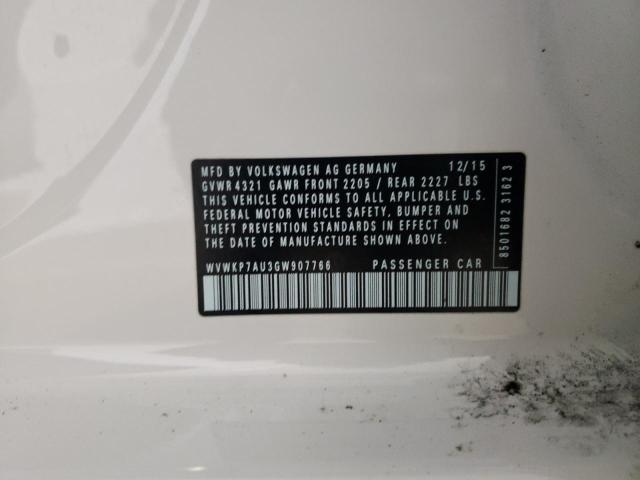 MFD BY VOLKSWAGEN AG GERMANY 12/15
GVWR 4321 GAWR FRONT 2205 / REAR 2227 LBS
THIS VEHICLE CONFORMS TO ALL APPLICABLE U.S.
FEDERAL MOTOR VEHICLE SAFETY, BUMPER AND
THEFT PREVENTION STANDARDS IN EFFECT ON
THE DATE OF MANUFACTURE SHOWN ABOVE.
WVWKP7AU3GW907766 PASSENGER CAR
8501682 3162 3